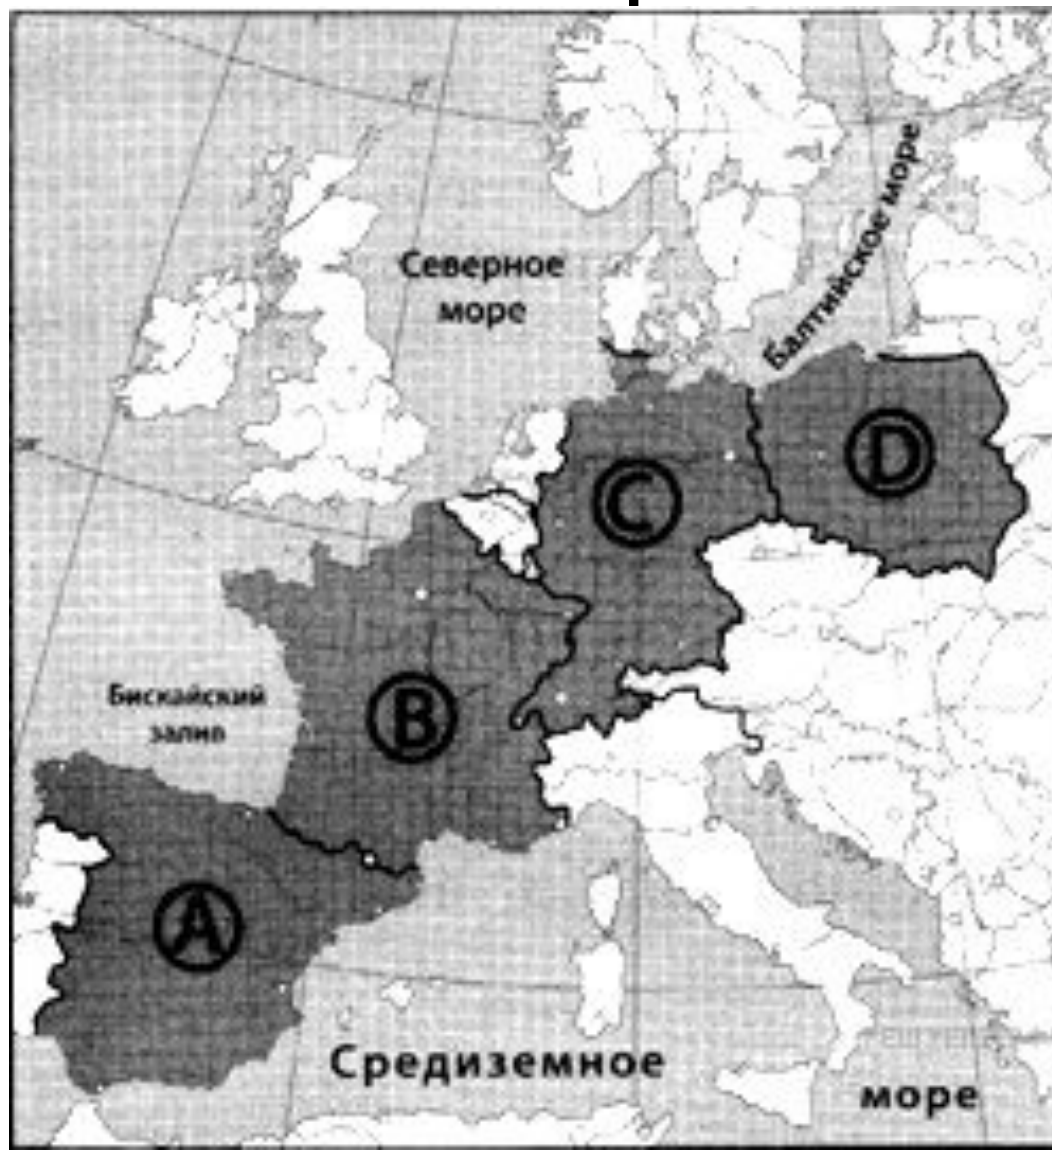 Северное
море
Балтийское море
C
D
Бискайский
залив
B
A
Средиземное
море